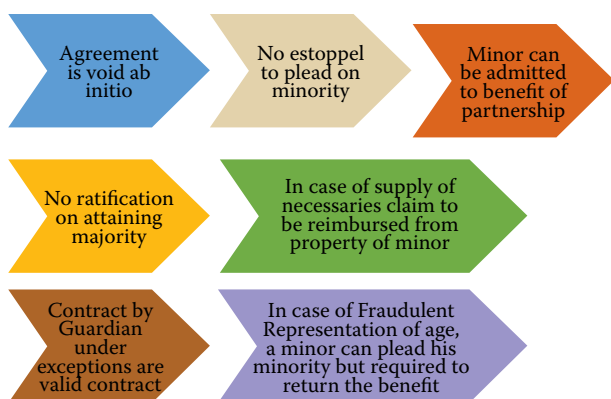 Agreement
is void ab
initio
No estoppel
to plead on
minority
Minor can
be admitted
to benefit of
partnership
No ratification
on attaining
majority
In case of supply of
necessaries claim to
be reimbursed from
property of minor
Contract by
Guardian
under
exceptions are
valid contract
In case of Fraudulent
Representation of age,
a minor can plead his
minority but required to
return the benefit